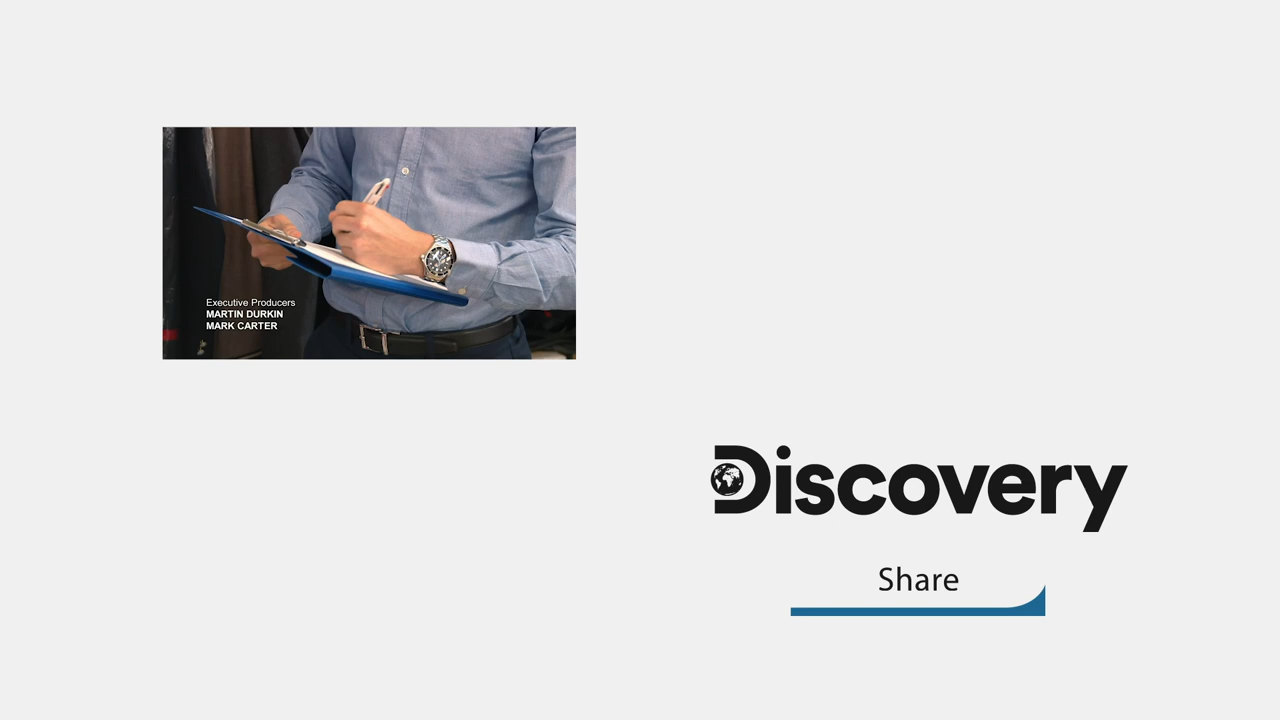 Executive Producers
MARTIN DURKIN
MARK CARTER
Discovery
Share